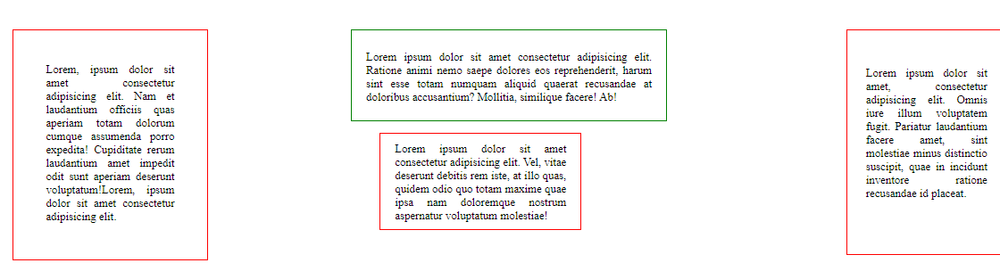 Lorem, ipsum dolor sit
amet consectetur
adipisicing elit. Nam et
laudantium officiis quas
aperiam totam dolorum
cumque assumenda porro
expedita! Cupiditate rerum
laudantium amet impedit
odit sunt aperiam deserunt
voluptatum!Lorem, ipsum
dolor sit amet consectetur
adipisicing elit.
Lorem ipsum dolor sit amet consectetur adipisicing elit.
Ratione animi nemo saepe dolores eos reprehenderit, harum
sint esse totam numquam aliquid quaerat recusandae at
doloribus accusantium? Mollitia, similique facere! Ab!
Lorem ipsum dolor sit amet
consectetur adipisicing elit. Vel, vitae
deserunt debitis rem iste, at illo quas,
quidem odio quo totam maxime quae
ipsa nam doloremque nostrum
aspernatur voluptatum molestiae!
Lorem ipsum dolor sit
amet, consectetur
adipisicing elit. Omnis
iure illum voluptatem
fugit. Pariatur laudantium
facere amet, sint
molestiae minus distinctio
suscipit, quae in incidunt
inventore ratione
recusandae id placeat.